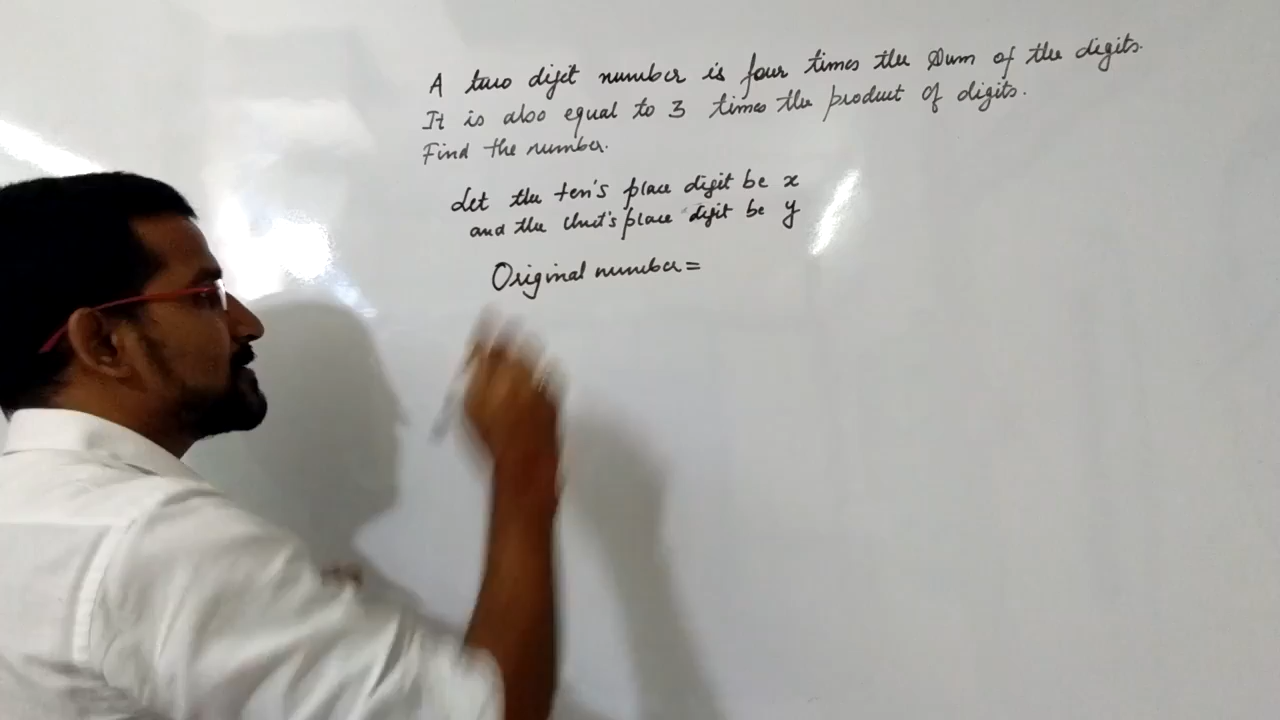 A two digit number is four times the Sum of the digits.
It is also equal to 3 times the product of digits.
Find the number.
Let the ten's place digit be x
and the Unit's place digit be y
Original number =